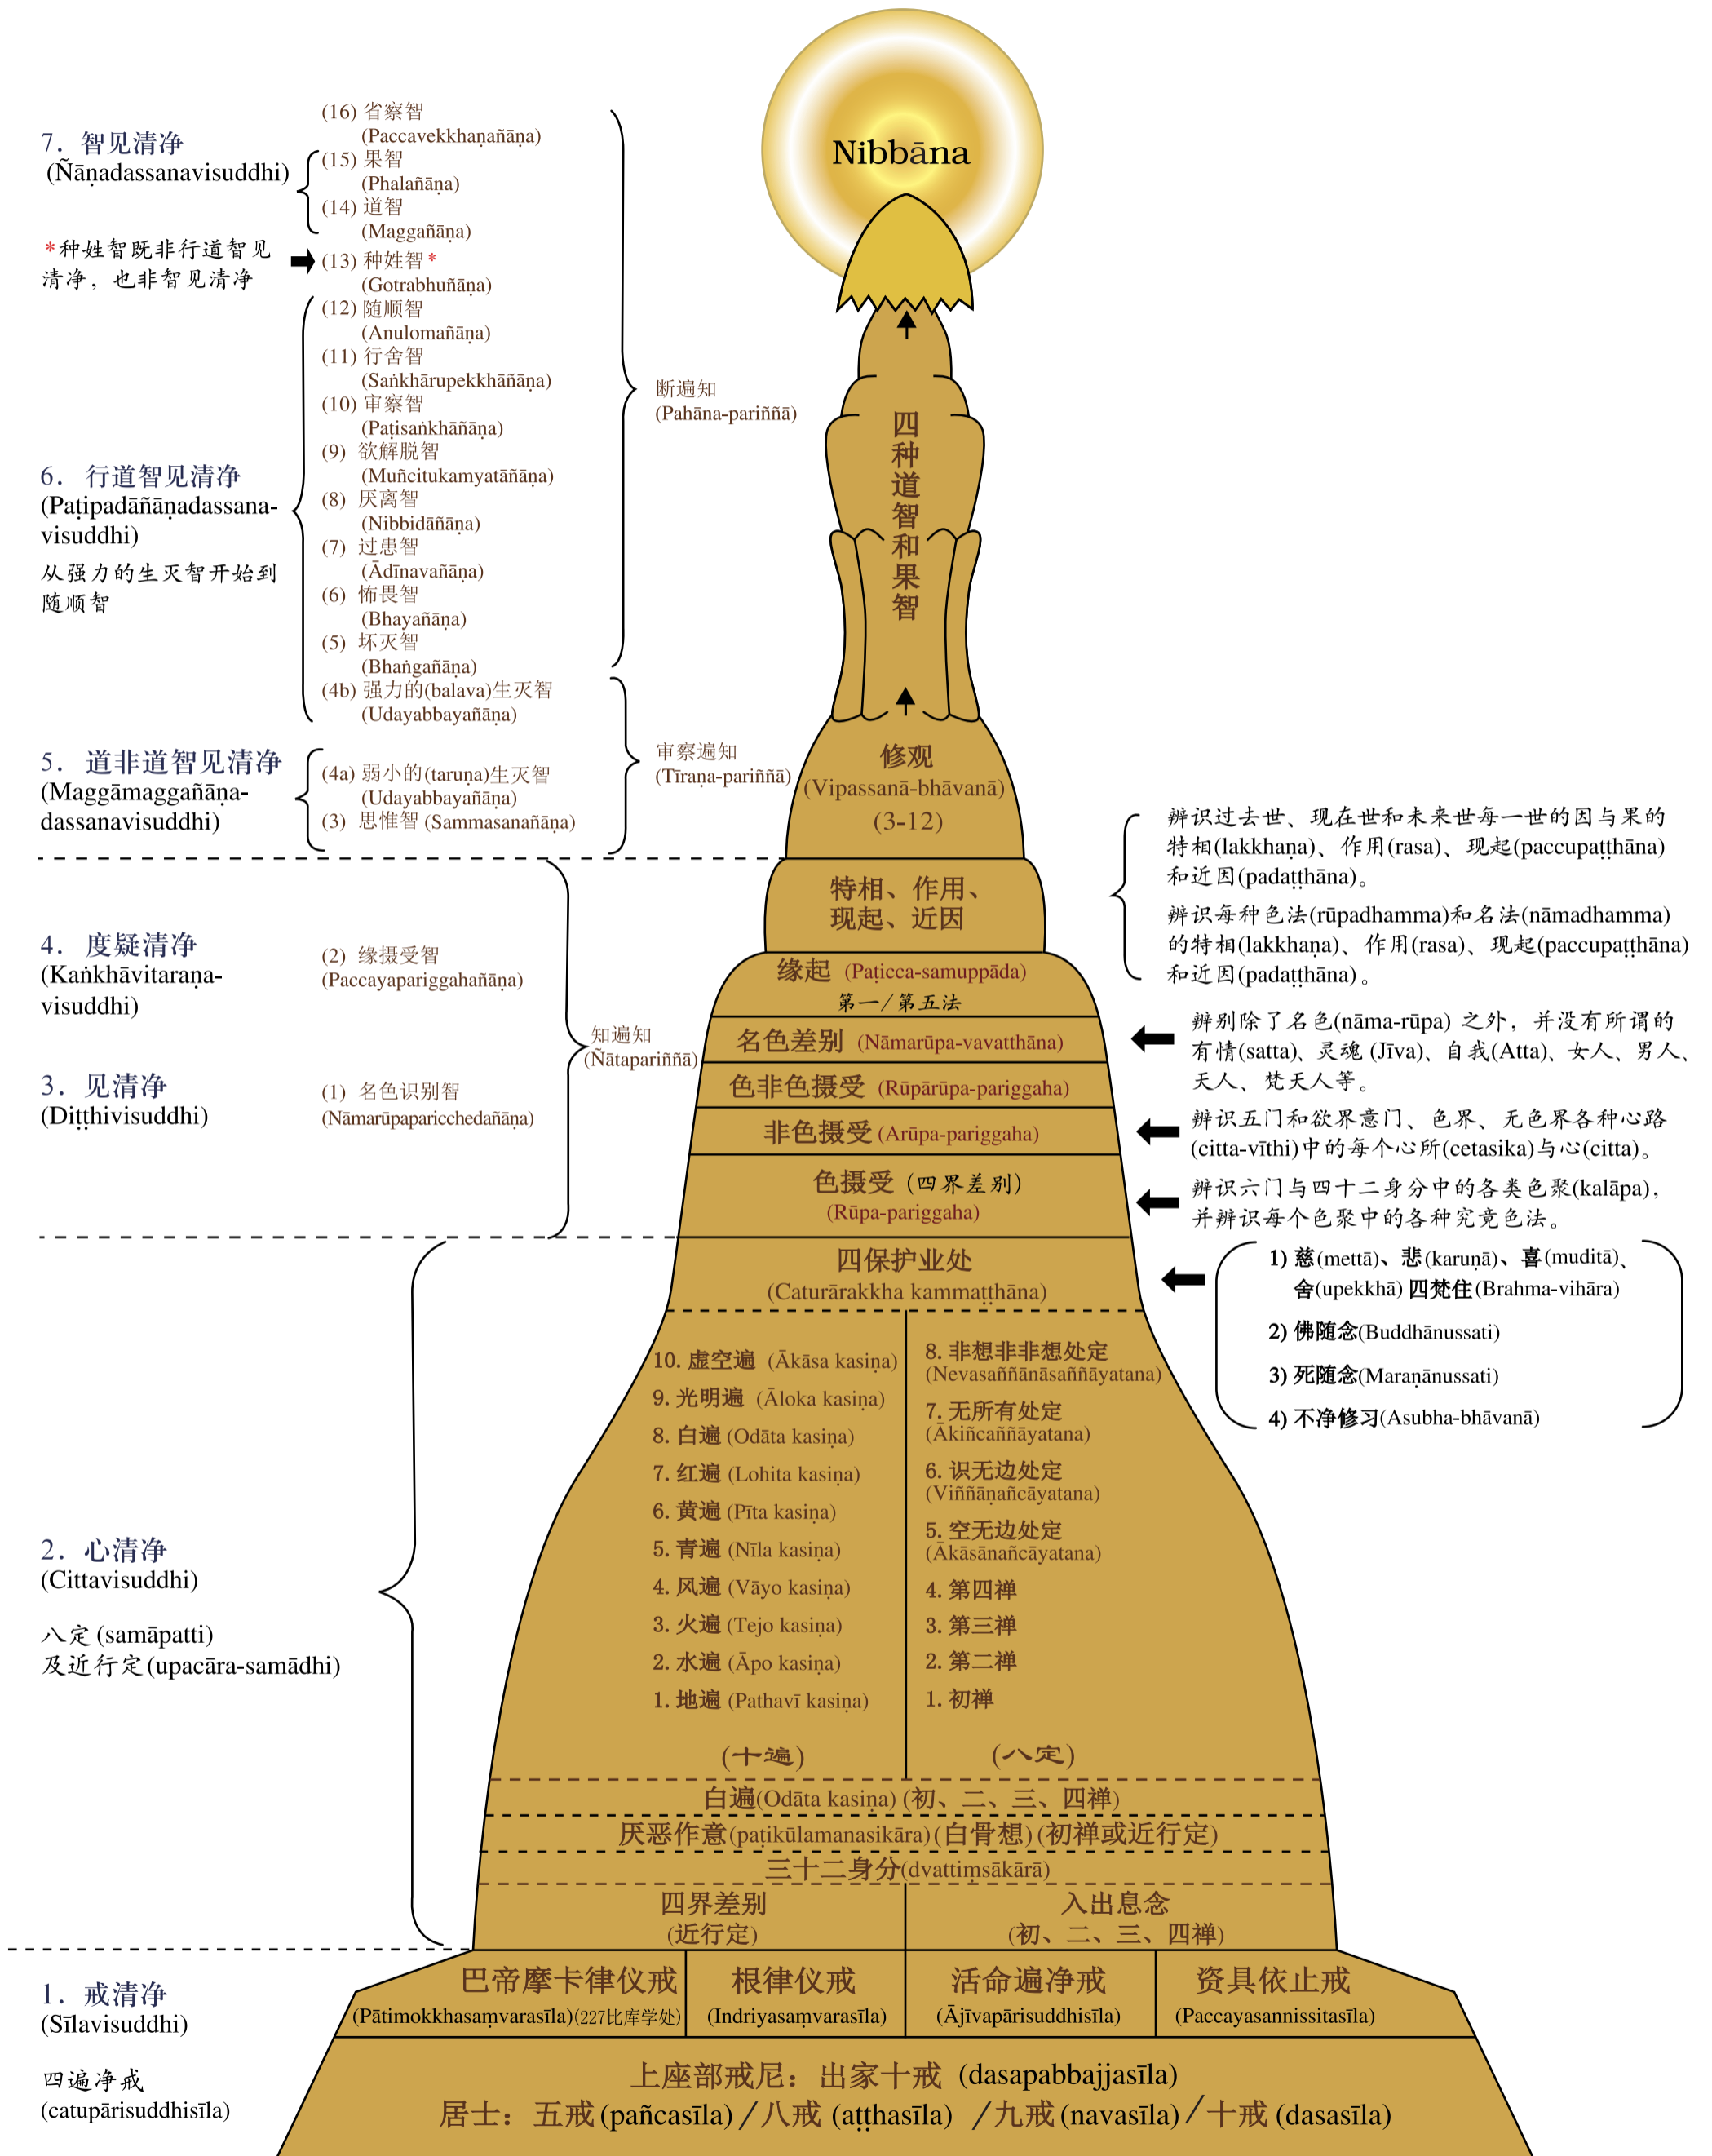 Nibbāna
四
种
道
智
和
果
智
修观
(Vipassanā-bhāvanā)
(3-12)
特相、作用、
现起、近因
缘起 (Paṭicca-samuppāda)
第一/第五法
名色差别 (Nāmarūpa-vavatthāna)
色非色摄受 (Rūpārūpa-pariggaha)
非色摄受 (Arūpa-pariggaha)
色摄受 (四界差别)
(Rūpa-pariggaha)
四保护业处
(Caturārakkha kammaṭṭhāna)
10. 虚空遍 (Ākāsa kasiṇa)
9. 光明遍 (Āloka kasiṇa)
8. 白遍 (Odāta kasiṇa)
7. 红遍 (Lohita kasiṇa)
6. 黄遍 (Pīta kasiṇa)
5. 青遍 (Nīla kasiṇa)
4. 风遍 (Vāyo kasiṇa)
3. 火遍 (Tejo kasiṇa)
2. 水遍 (Āpo kasiṇa)
1. 地遍 (Pathavī kasiṇa)
(十遍)
8. 非想非非想处定
(Nevasaññānāsaññāyatana)
7. 无所有处定
(Ākiñcaññāyatana)
6. 识无边处定
(Viññāṇañcāyatana)
5. 空无边处定
(Ākāsānañcāyatana)
4. 第四禅
3. 第三禅
2. 第二禅
1. 初禅
(八定)
白遍(Odāta kasiṇa) (初、二、三、四禅)
厌恶作意(paṭikūlamanasikāra) (白骨想) (初禅或近行定)
三十二身分(dvattiṃsākārā)
四界差别
(近行定)
入出息念
(初、二、三、四禅)
巴帝摩卡律仪戒
(Pātimokkhasaṃvarasīla)(227比库学处)
根律仪戒
(Indriyasaṃvarasīla)
活命遍净戒
(Ājīvapārisuddhisīla)
资具依止戒
(Paccayasannissitasīla)
上座部戒尼：出家十戒 (dasapabbajjasīla)
居士：五戒(pañcasīla)/八戒 (aṭṭhasīla) /九戒(navasīla)/十戒(dasasīla)
7. 智见清净
(Ñāṇadassanavisuddhi)
*种姓智既非行道智见
清净，也非智见清净
6. 行道智见清净
(Paṭipadāñāṇadassana-
visuddhi)
从强力的生灭智开始到
随顺智
5. 道非道智见清净
(Maggāmaggañāṇa-
dassanavisuddhi)
4. 度疑清净
(Kaṅkhāvitaraṇa-
visuddhi)
3. 见清净
(Diṭṭhivisuddhi)
2. 心清净
(Cittavisuddhi)
八定(samāpatti)
及近行定(upacāra-samādhi)
1. 戒清净
(Sīlavisuddhi)
四遍净戒
(catupārisuddhisīla)
(16) 省察智
(Paccavekkhaṇañāṇa)
(15) 果智
(Phalañāṇa)
(14) 道智
(Maggañāṇa)
(13) 种姓智*
(Gotrabhuñāṇa)
(12) 随顺智
(Anulomañāṇa)
(11) 行舍智
(Saṅkhārupekkhāñāṇa)
(10) 审察智
(Paṭisaṅkhāñāṇa)
(9) 欲解脱智
(Muñcitukamyatāñāṇa)
(8) 厌离智
(Nibbidāñāṇa)
(7) 过患智
(Ādīnavañāṇa)
(6) 怖畏智
(Bhayañāṇa)
(5) 坏灭智
(Bhaṅgañāṇa)
(4b) 强力的(balava)生灭智
(Udayabbayañāṇa)
(4a) 弱小的(taruṇa)生灭智
(Udayabbayañāṇa)
(3) 思惟智 (Sammasanañāṇa)
(2) 缘摄受智
(Paccayapariggahañāṇa)
(1) 名色识别智
(Nāmarūpaparicchedañāṇa)
断遍知
(Pahāna-pariññā)
审察遍知
(Tīraṇa-pariññā)
知遍知
(Ñātapariññā)
辨识过去世、现在世和未来世每一世的因与果的
特相(lakkhaṇa)、作用(rasa)、现起(paccupaṭṭhāna)
和近因(padaṭṭhāna)。
辨识每种色法(rūpadhamma)和名法(nāmadhamma)
的特相(lakkhaṇa)、作用(rasa)、现起(paccupaṭṭhāna)
和近因(padaṭṭhāna)。
辨别除了名色(nāma-rūpa) 之外，并没有所谓的
有情(satta)、灵魂 (Jīva)、自我(Atta)、女人、男人、
天人、梵天人等。
辨识五门和欲界意门、色界、无色界各种心路
(citta-vīthi)中的每个心所(cetasika)与心(citta)。
辨识六门与四十二身分中的各类色聚(kalāpa)，
并辨识每个色聚中的各种究竟色法。
1) 慈(mettā)、悲(karuṇā)、喜(muditā)、
舍(upekkhā) 四梵住(Brahma-vihāra)
2) 佛随念(Buddhānussati)
3) 死随念(Maraṇānussati)
4) 不净修习(Asubha-bhāvanā)